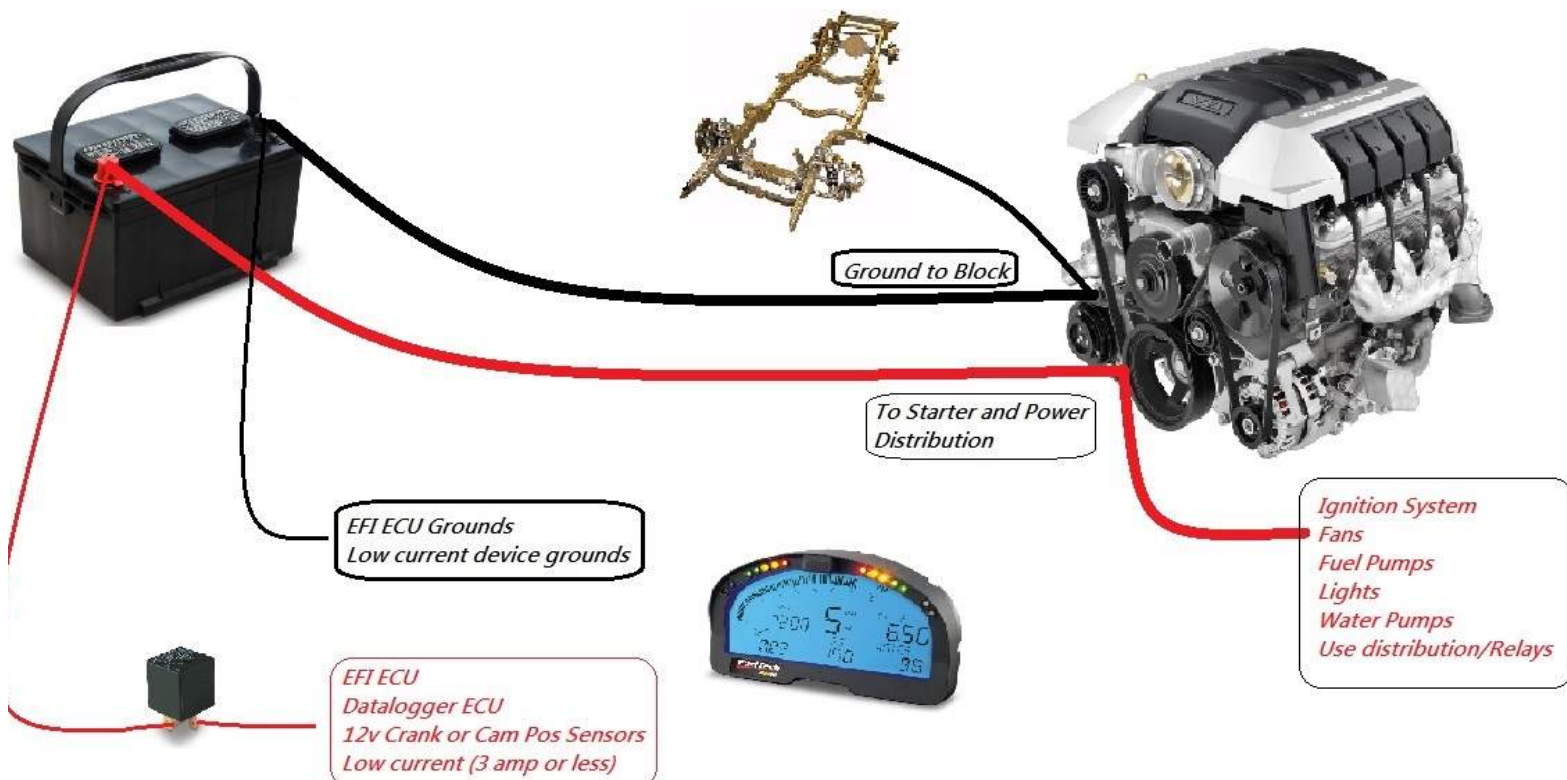 Ground to Block
To Starter and Power
Distribution
EFI ECU Grounds
Low current device grounds
Ignition System
Fans
Fuel Pumps
Lights
Water Pumps
Use distribution/Relays
EFI ECU
Datalogger ECU
12v Crank or Cam Pos Sensors
Low current (3 amp or less)